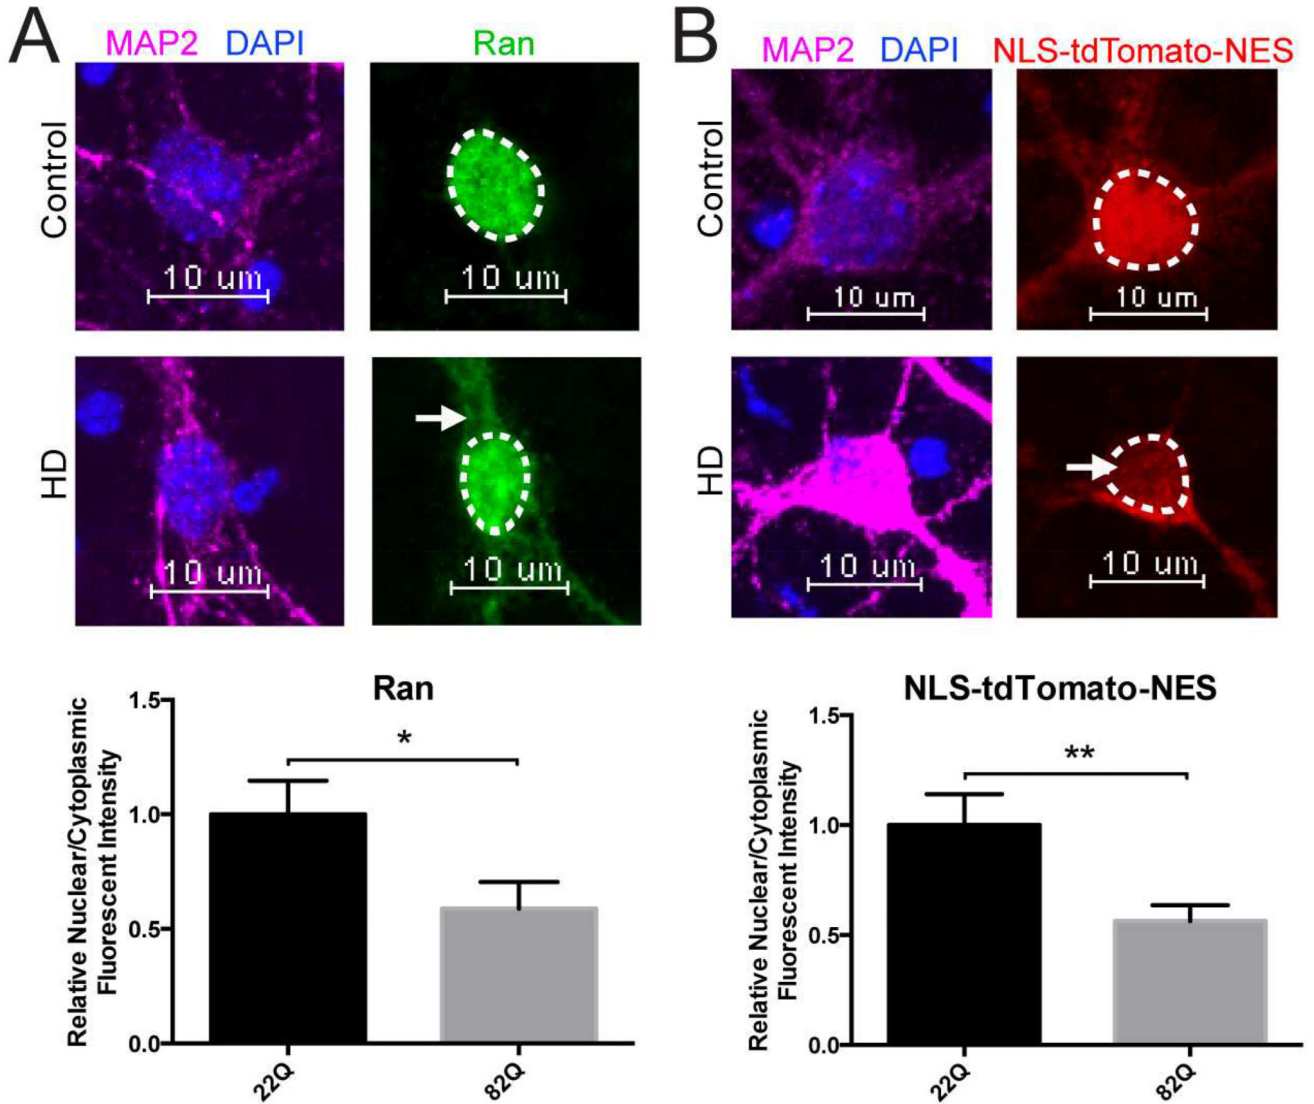 A
MAP2 DAPI
Ran
Control
10 um
10 um
HD
10 um
10 um
Ran
Relative Nuclear/Cytoplasmic
Fluorescent Intensity
1.5
1.0
0.5
0.0
*
22Q
82Q
B
MAP2 DAPI
NLS-tdTomato-NES
Control
10 um
10 um
HD
10 um
10 um
NLS-tdTomato-NES
Relative Nuclear/Cytoplasmic
Fluorescent Intensity
1.5
1.0
0.5
0.0
**
22Q
82Q